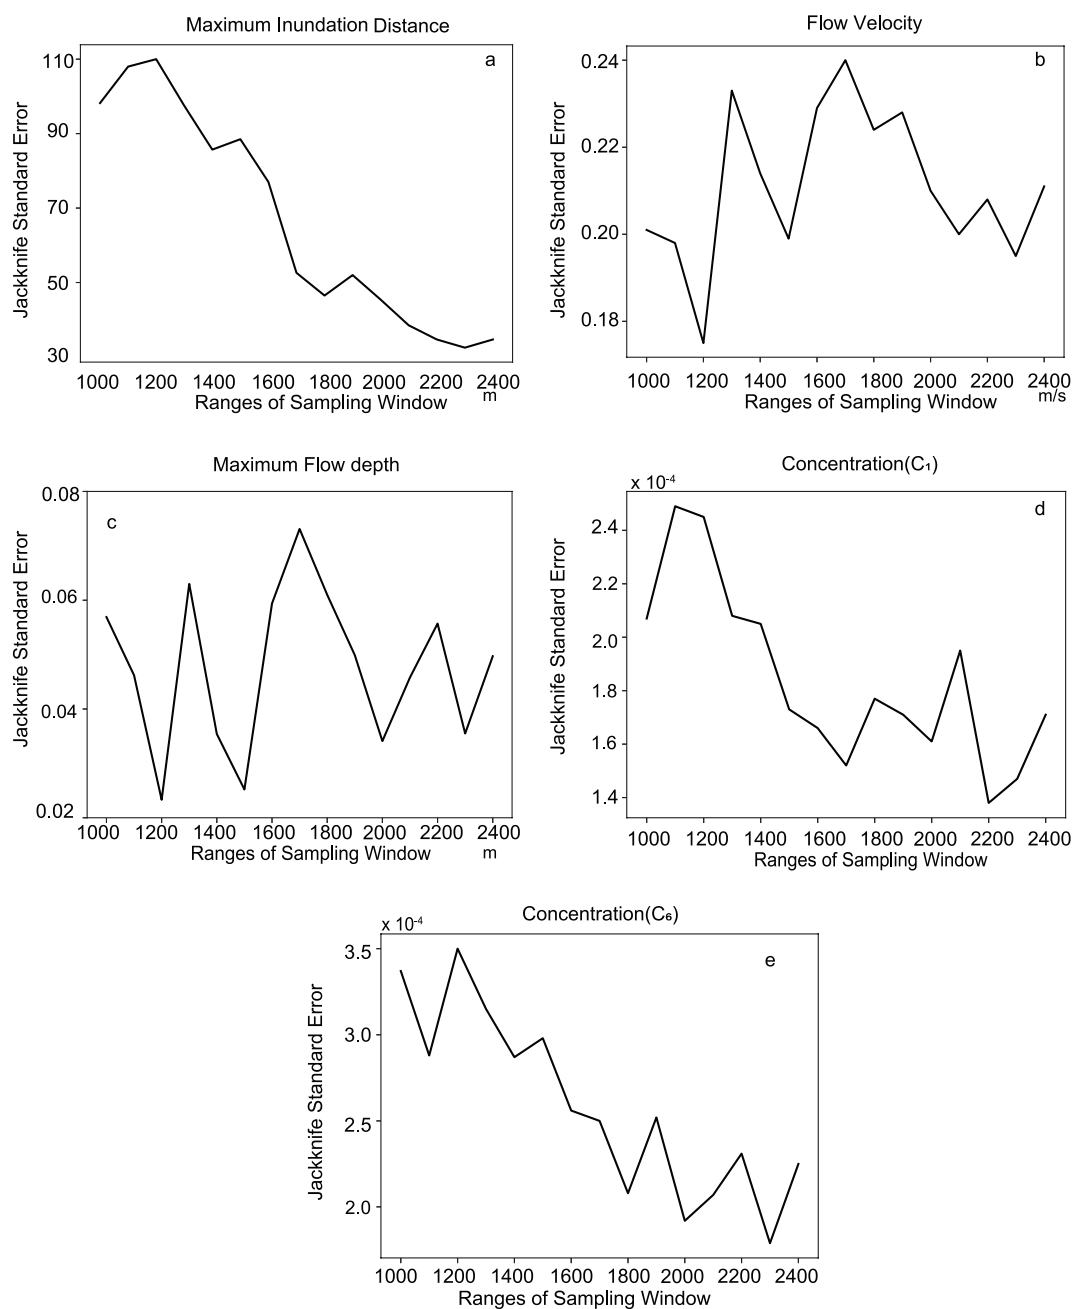 Maximum Inundation Distance
a
Jackknife Standard Error
110
90
70
50
30
1000 1200 1400 1600 1800 2000 2200 2400
Ranges of Sampling Window
m
Flow Velocity
b
Jackknife Standard Error
0.24
0.22
0.20
0.18
1000 1200 1400 1600 1800 2000 2200 2400
Ranges of Sampling Window
m/s
Maximum Flow depth
c
Jackknife Standard Error
0.08
0.06
0.04
0.02
1000 1200 1400 1600 1800 2000 2200 2400
Ranges of Sampling Window
m
Concentration(C₁)
x 10⁻⁴
d
Jackknife Standard Error
2.4
2.2
2.0
1.8
1.6
1.4
1000 1200 1400 1600 1800 2000 2200 2400
Ranges of Sampling Window
Concentration(C₆)
x 10⁻⁴
e
Jackknife Standard Error
3.5
3.0
2.5
2.0
1000 1200 1400 1600 1800 2000 2200 2400
Ranges of Sampling Window